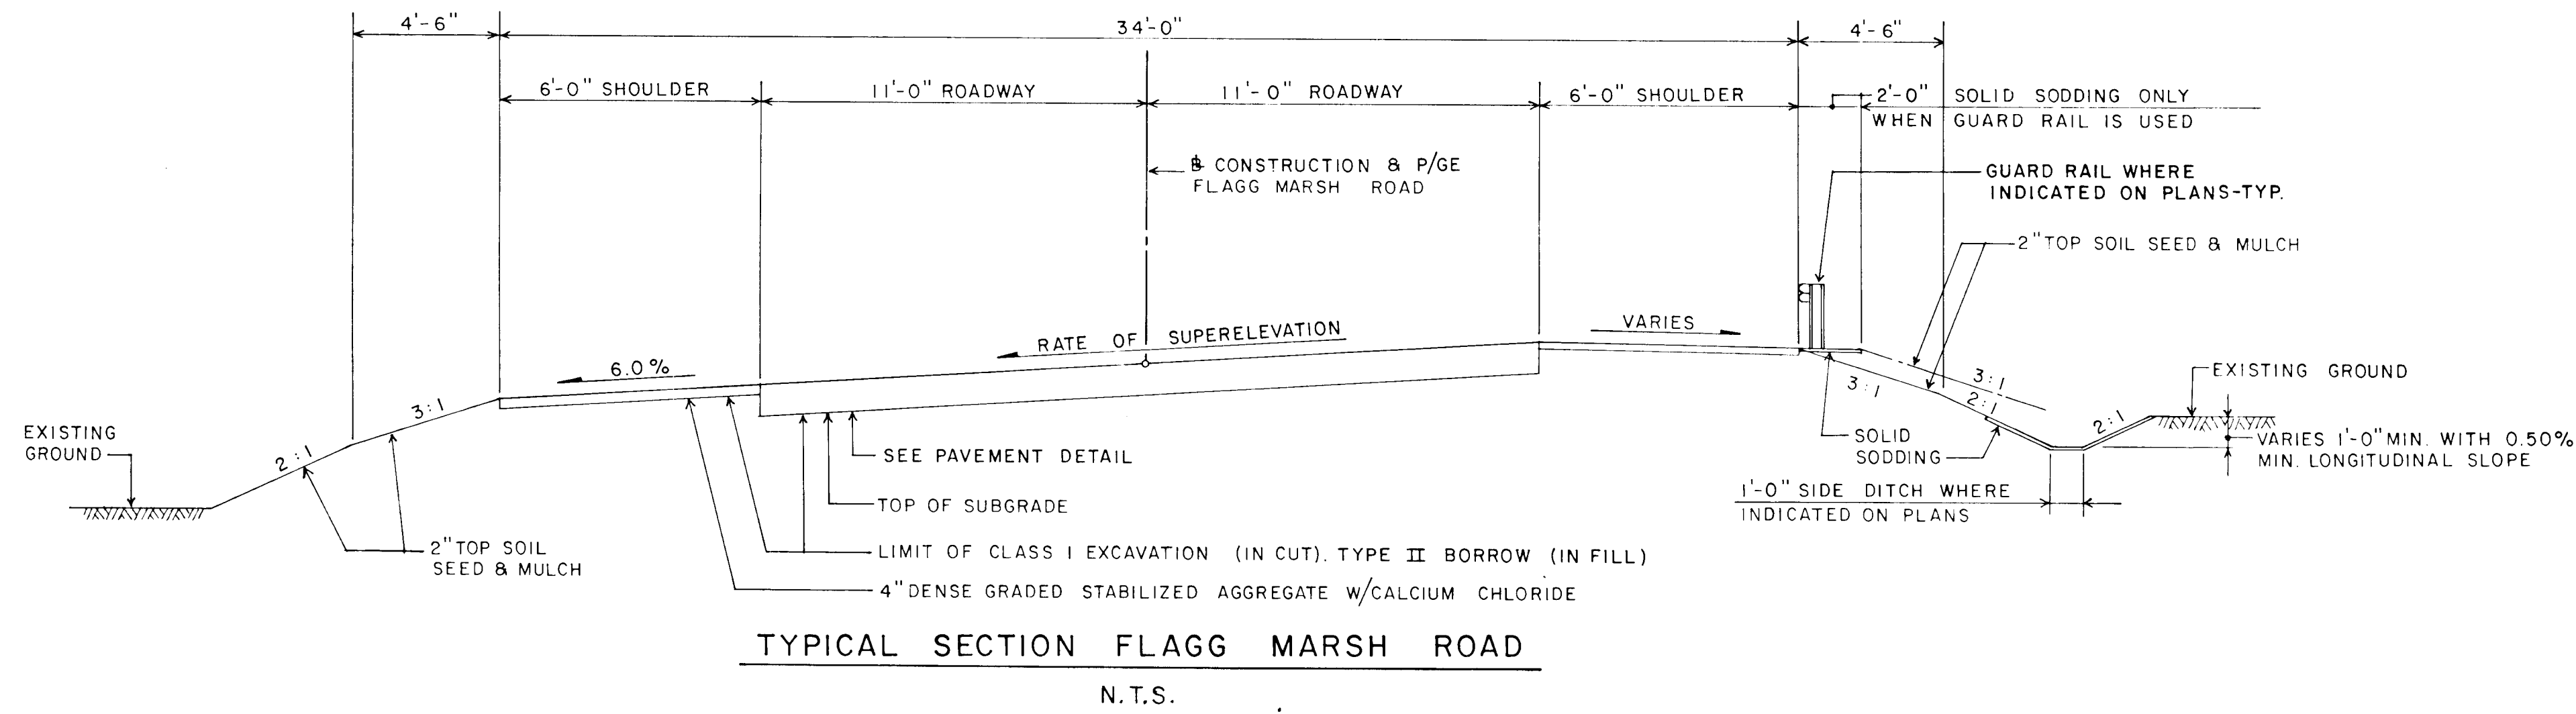 4'-6"
34'-0"
4'-6"
6'-0" SHOULDER
11'-0" ROADWAY
11'-0" ROADWAY
6'-0" SHOULDER
2'-0" SOLID SODDING ONLY
WHEN GUARD RAIL IS USED
CONSTRUCTION & P/GE
FLAGG MARSH ROAD
GUARD RAIL WHERE
INDICATED ON PLANS-TYP.
2" TOP SOIL SEED & MULCH
RATE OF SUPERELEVATION
VARIES
6.0%
3:1
2:1
3:1
3:1
2:1
2:1
EXISTING GROUND
EXISTING
GROUND
SOLID
SODDING
VARIES 1'-0" MIN. WITH 0.50%
MIN. LONGITUDINAL SLOPE
SEE PAVEMENT DETAIL
1'-0" SIDE DITCH WHERE
INDICATED ON PLANS
TOP OF SUBGRADE
2" TOP SOIL
SEED & MULCH
LIMIT OF CLASS I EXCAVATION (IN CUT). TYPE II BORROW (IN FILL)
4" DENSE GRADED STABILIZED AGGREGATE W/CALCIUM CHLORIDE
TYPICAL SECTION FLAGG MARSH ROAD
N.T.S.